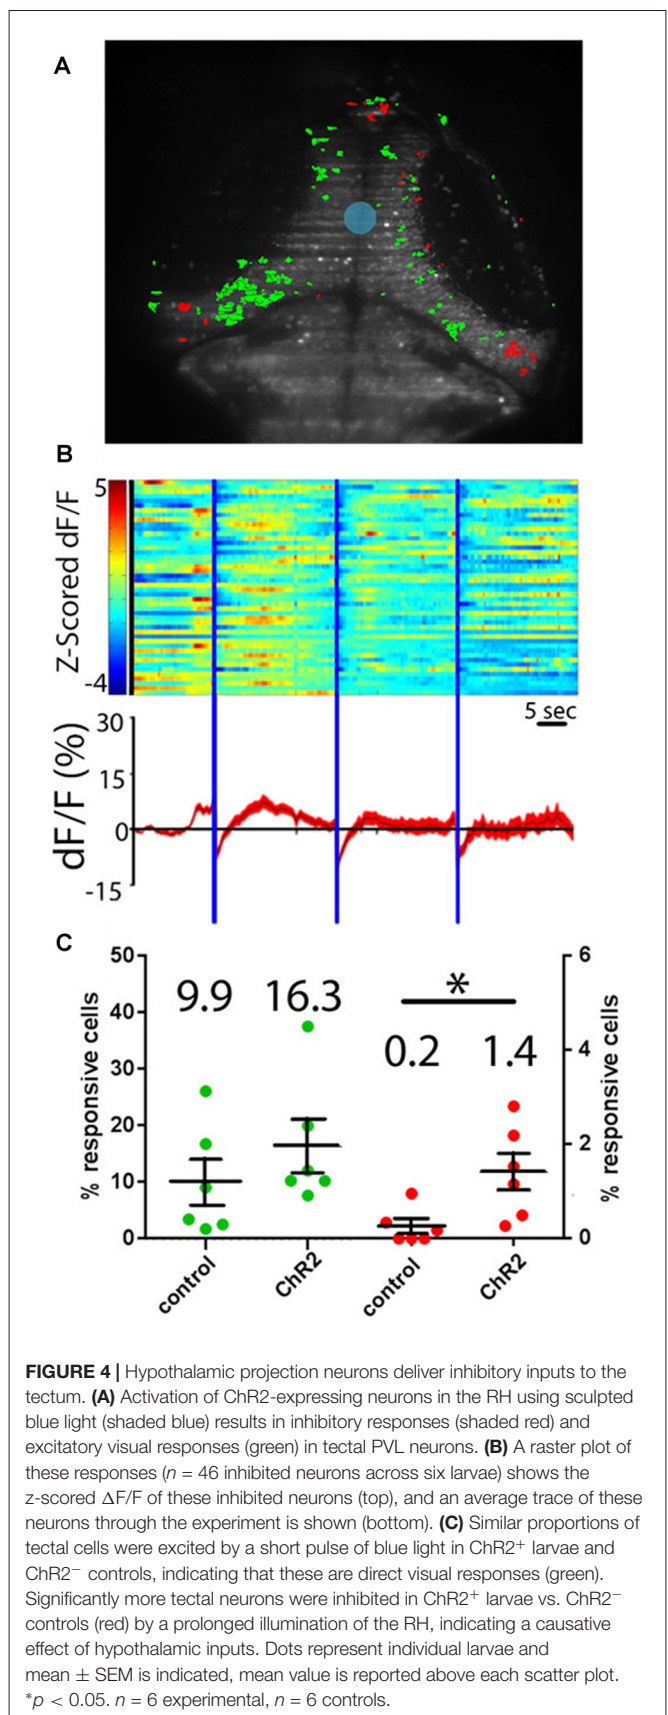 A
B
Z-Scored dF/F
5
-4
5 sec
dF/F (%)
30
15
0
-15
C
% responsive cells
50
40
30
20
10
0
9.9
16.3
*
0.2
1.4
6
4
2
0
% responsive cells
control
ChR2
control
ChR2
FIGURE 4 | Hypothalamic projection neurons deliver inhibitory inputs to the
tectum. (A) Activation of ChR2-expressing neurons in the RH using sculpted
blue light (shaded blue) results in inhibitory responses (shaded red) and
excitatory visual responses (green) in tectal PVL neurons. (B) A raster plot of
these responses (n = 46 inhibited neurons across six larvae) shows the
z-scored ΔF/F of these inhibited neurons (top), and an average trace of these
neurons through the experiment is shown (bottom). (C) Similar proportions of
tectal cells were excited by a short pulse of blue light in ChR2⁺ larvae and
ChR2⁻ controls, indicating that these are direct visual responses (green).
Significantly more tectal neurons were inhibited in ChR2⁺ larvae vs. ChR2⁻
controls (red) by a prolonged illumination of the RH, indicating a causative
effect of hypothalamic inputs. Dots represent individual larvae and
mean ± SEM is indicated, mean value is reported above each scatter plot.
*p < 0.05. n = 6 experimental, n = 6 controls.